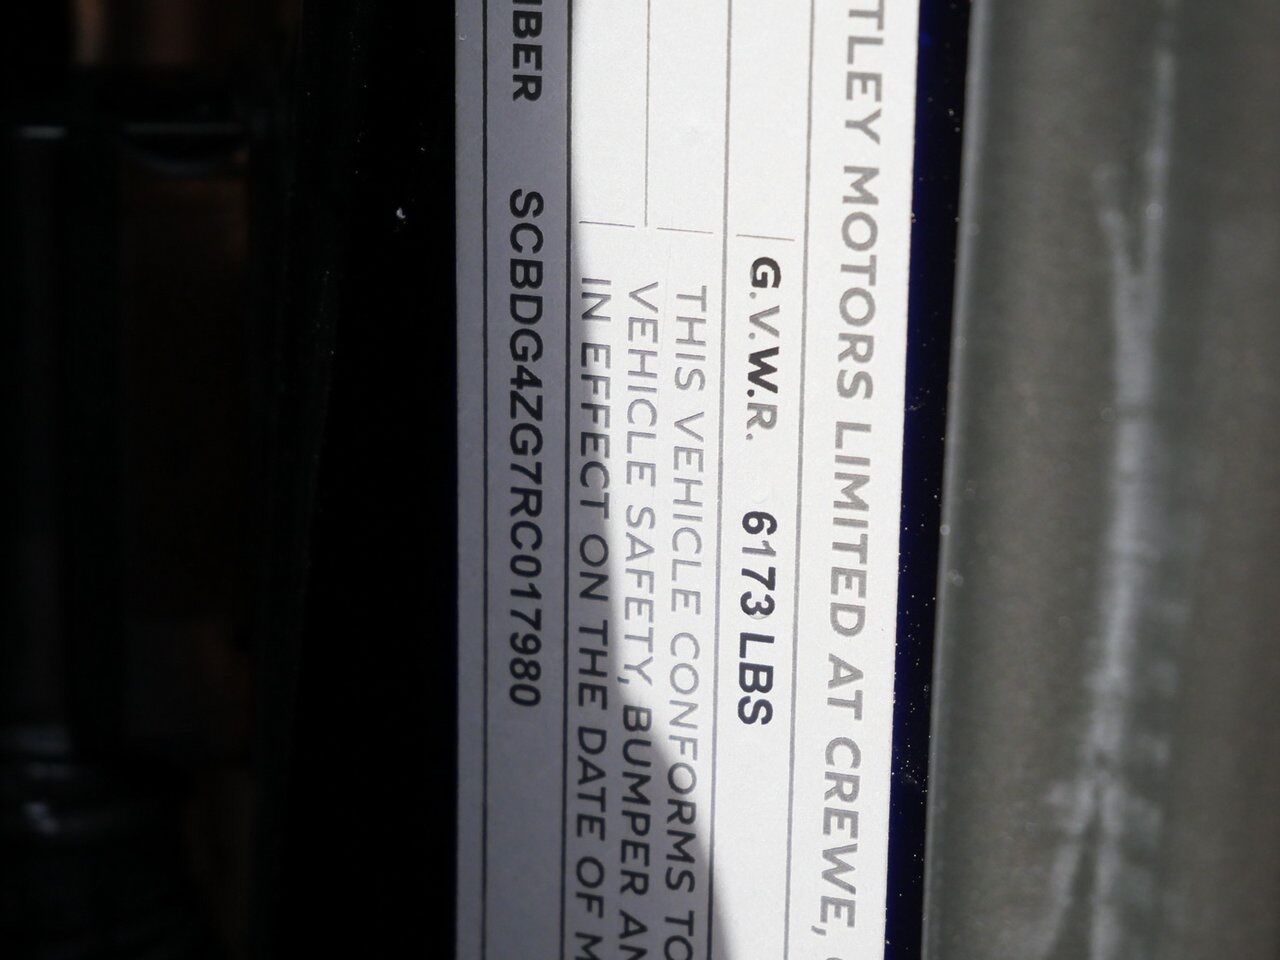 TLEY MOTORS LIMITED AT CREWE,
G.V.W.R. 6173 LBS
THIS VEHICLE CONFORMS TO
VEHICLE SAFETY, BUMPER AN
IN EFFECT ON THE DATE OF M
BER SCBDG4ZG7RC017980